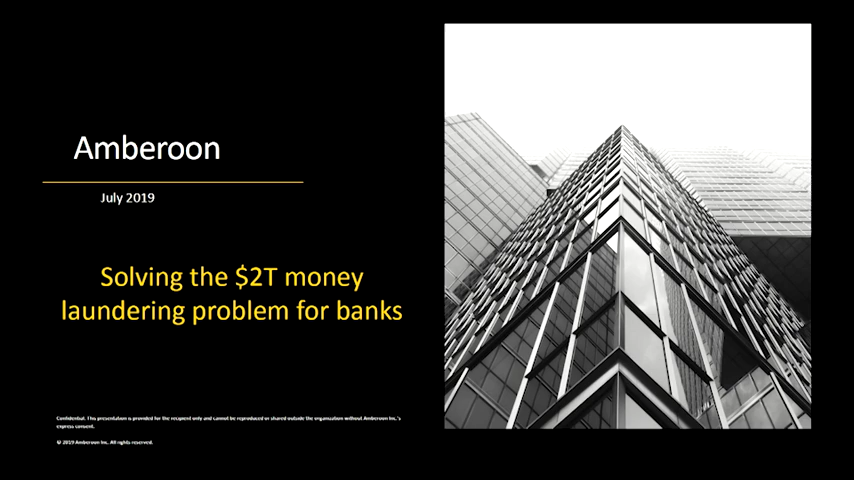 Amberoon
July 2019
Solving the $2T money
laundering problem for banks
Confidential. This presentation is provided for the recipient only and cannot be reproduced or shared outside the organization without Amberoon Inc.'s
express consent.
© 2019 Amberoon Inc. All rights reserved.